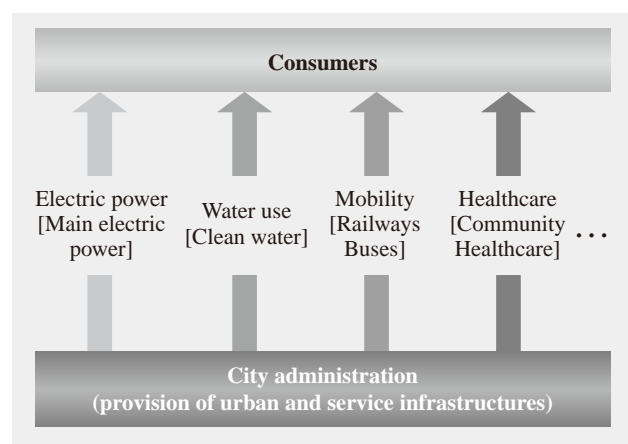 Consumers
Electric power
[Main electric
power]
Water use
[Clean water]
Mobility
[Railways
Buses]
Healthcare
[Community
Healthcare]
...
City administration
(provision of urban and service infrastructures)